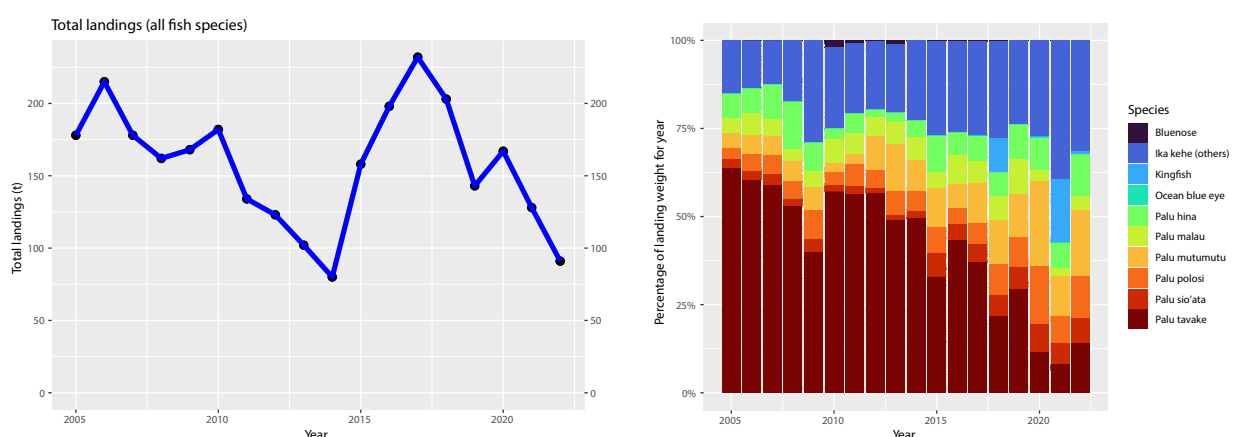 Total landings (all fish species)
Total landings (t)
200
150
100
50
0
200
150
100
50
0
2005
2010
2015
2020
Year
Percentage of landing weight for year
100%
75%
50%
25%
0%
2005
2010
2015
2020
Year
Species
Bluenose
Ika kehe (others)
Kingfish
Ocean blue eye
Palu hina
Palu malau
Palu mutumutu
Palu polosi
Palu sio'ata
Palu tavake